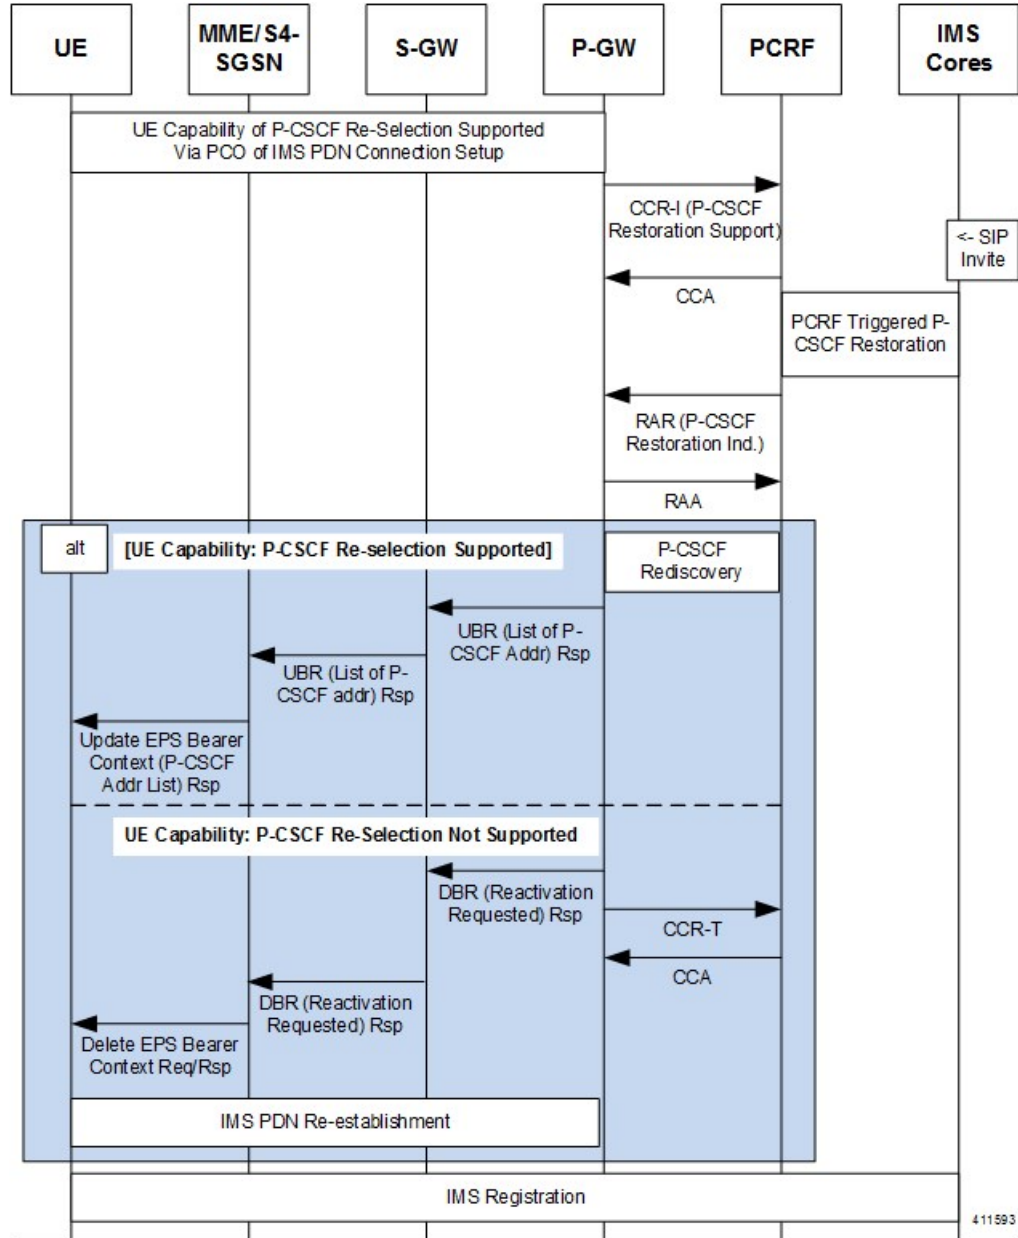 UE
MME/S4-
SGSN
S-GW
P-GW
PCRF
IMS
Cores
UE Capability of P-CSCF Re-Selection Supported
Via PCO of IMS PDN Connection Setup
CCR-I (P-CSCF
Restoration Support)
<- SIP
Invite
CCA
PCRF Triggered P-
CSCF Restoration
RAR (P-CSCF
Restoration Ind.)
RAA
alt
[UE Capability: P-CSCF Re-selection Supported]
P-CSCF
Rediscovery
UBR (List of P-
CSCF Addr) Rsp
UBR (List of P-
CSCF addr) Rsp
Update EPS Bearer
Context (P-CSCF
Addr List) Rsp
UE Capability: P-CSCF Re-Selection Not Supported
DBR (Reactivation
Requested) Rsp
CCR-T
CCA
DBR (Reactivation
Requested) Rsp
Delete EPS Bearer
Context Req/Rsp
IMS PDN Re-establishment
IMS Registration
411593